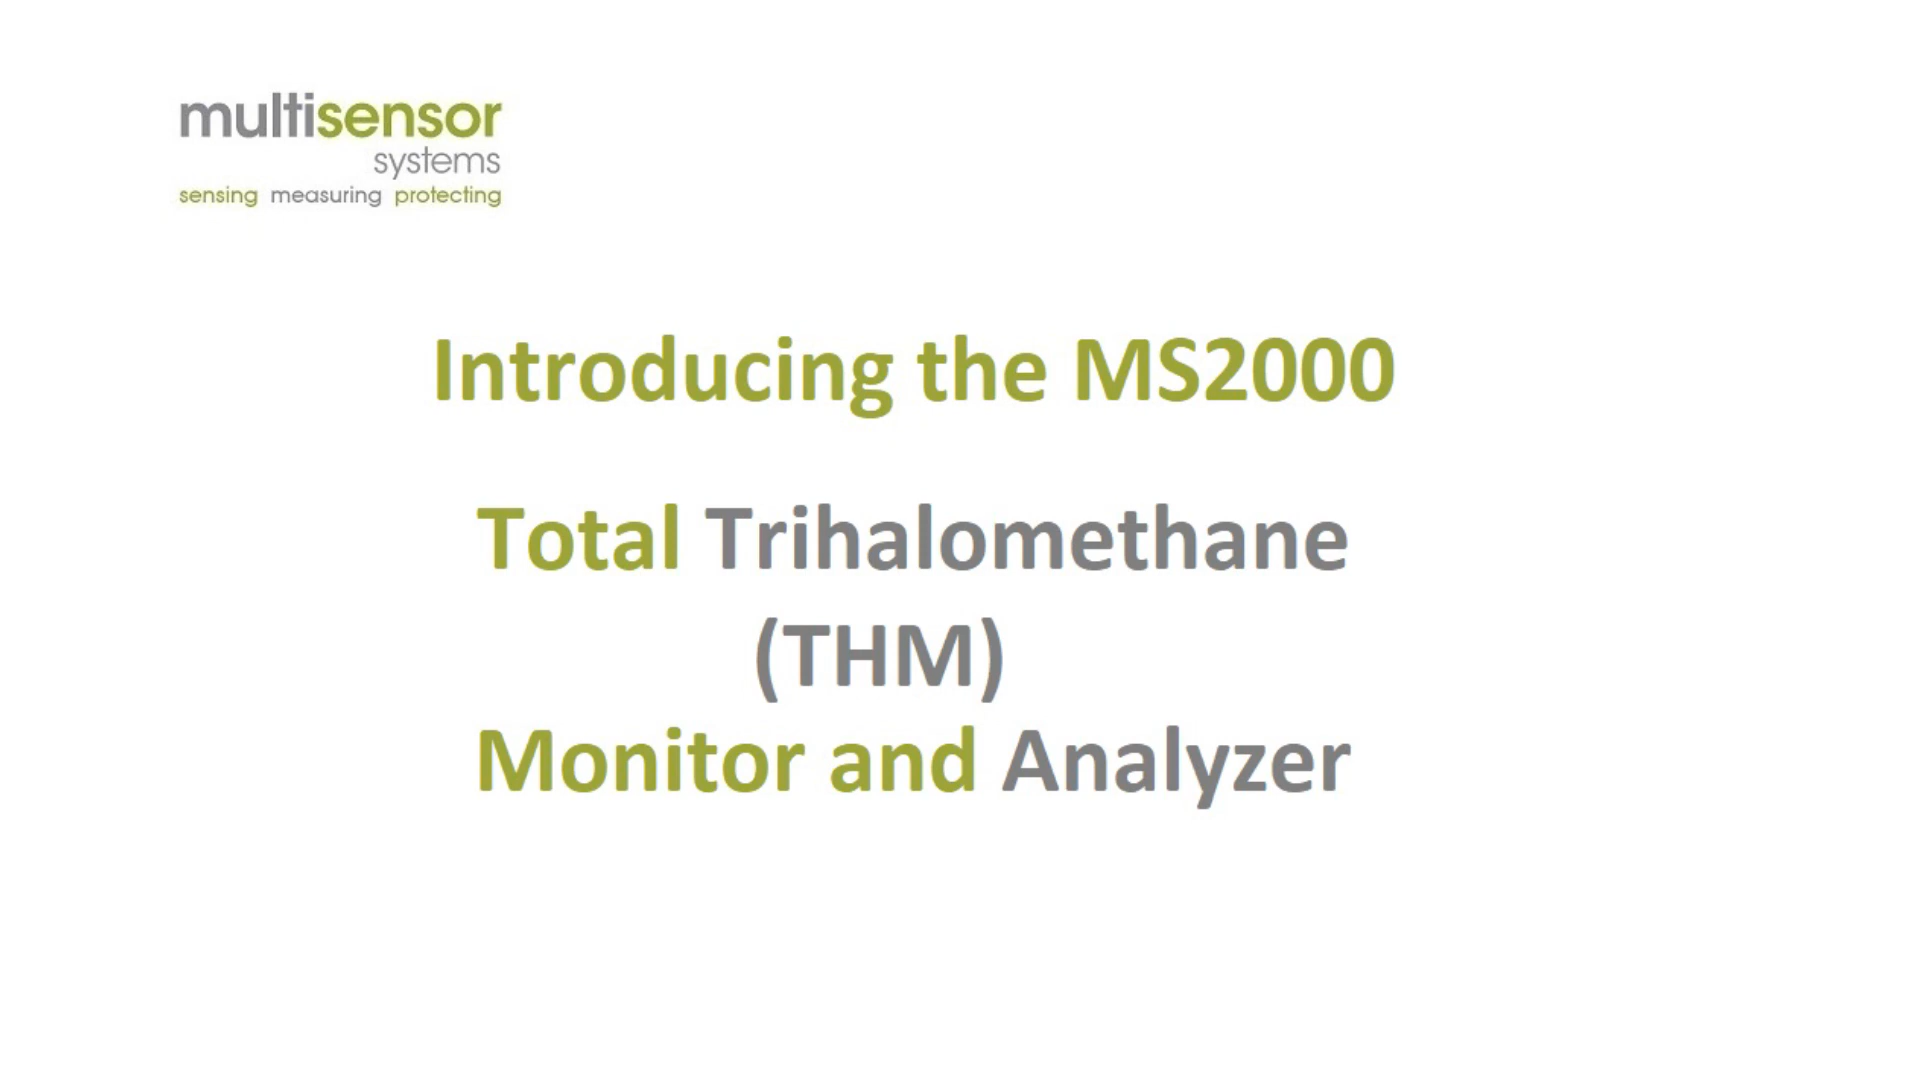 multisensor
systems
sensing measuring protecting
Introducing the MS2000
Total Trihalomethane
(THM)
Monitor and Analyzer